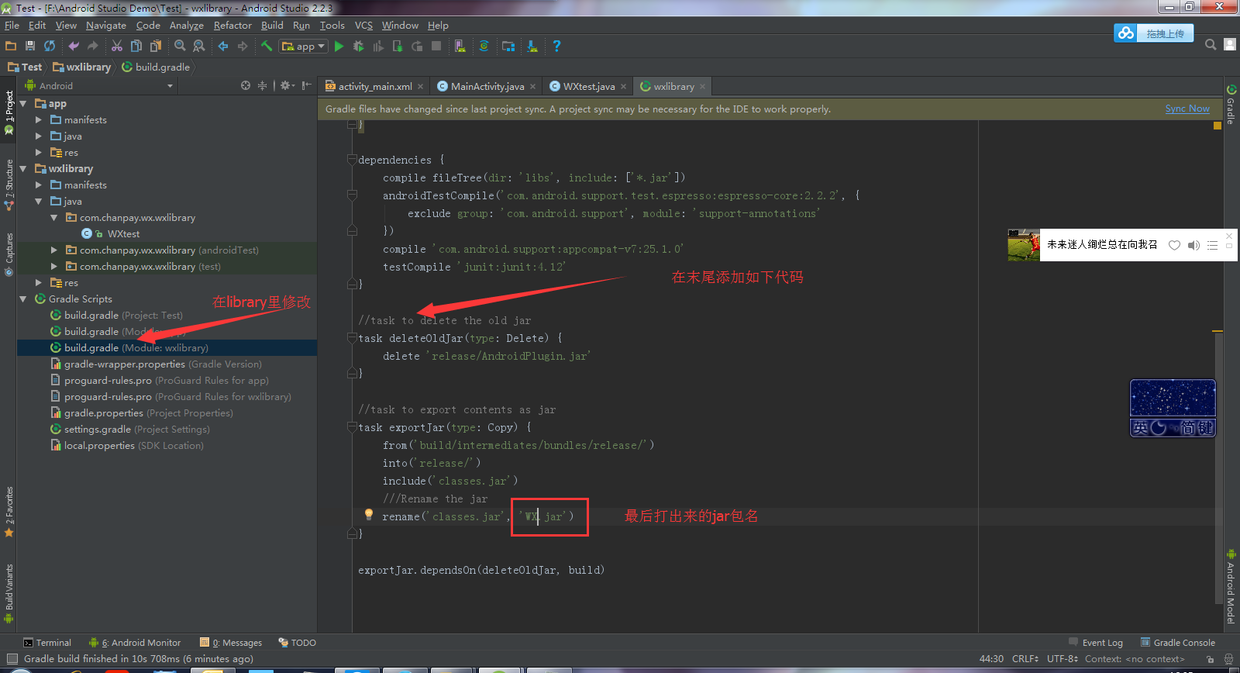 Test - [F:\Android Studio Demo\Test] - wxlibrary - Android Studio 2.2.3
File Edit View Navigate Code Analyze Refactor Build Run Tools VCS Window Help
app
拖拽上传
Test wxlibrary build.gradle
Android
activity_main.xml MainActivity.java WXtest.java wxlibrary
Gradle files have changed since last project sync. A project sync may be necessary for the IDE to work properly. Sync Now
1: Project
2: Structure
Captures
2: Favorites
Build Variants
app
manifests
java
res
wxlibrary
manifests
java
com.chanpay.wx.wxlibrary
WXtest
com.chanpay.wx.wxlibrary (androidTest)
com.chanpay.wx.wxlibrary (test)
res
Gradle Scripts
build.gradle (Project: Test)
build.gradle
build.gradle (Module: wxlibrary)
gradle-wrapper.properties (Gradle Version)
proguard-rules.pro (ProGuard Rules for app)
proguard-rules.pro (ProGuard Rules for wxlibrary)
gradle.properties (Project Properties)
settings.gradle (Project Settings)
local.properties (SDK Location)
在library里修改
}
dependencies {
compile fileTree(dir: 'libs', include: ['*.jar'])
androidTestCompile('com.android.support.test.espresso:espresso-core:2.2.2', {
exclude group: 'com.android.support', module: 'support-annotations'
})
compile 'com.android.support:appcompat-v7:25.1.0'
testCompile 'junit:junit:4.12'
}
在末尾添加如下代码
//task to delete the old jar
task deleteOldJar(type: Delete) {
delete 'release/AndroidPlugin.jar'
}
//task to export contents as jar
task exportJar(type: Copy) {
from('build/intermediates/bundles/release/')
into('release/')
include('classes.jar')
///Rename the jar
rename('classes.jar', 'WX.jar')
最后打出来的jar包名
}
exportJar.dependsOn(deleteOldJar, build)
未来迷人绚烂总在向我召
英 简 键
Gradle
Android Model
Terminal 6: Android Monitor 0: Messages TODO Event Log Gradle Console
Gradle build finished in 10s 708ms (6 minutes ago) 44:30 CRLF UTF-8 Context: <no context>